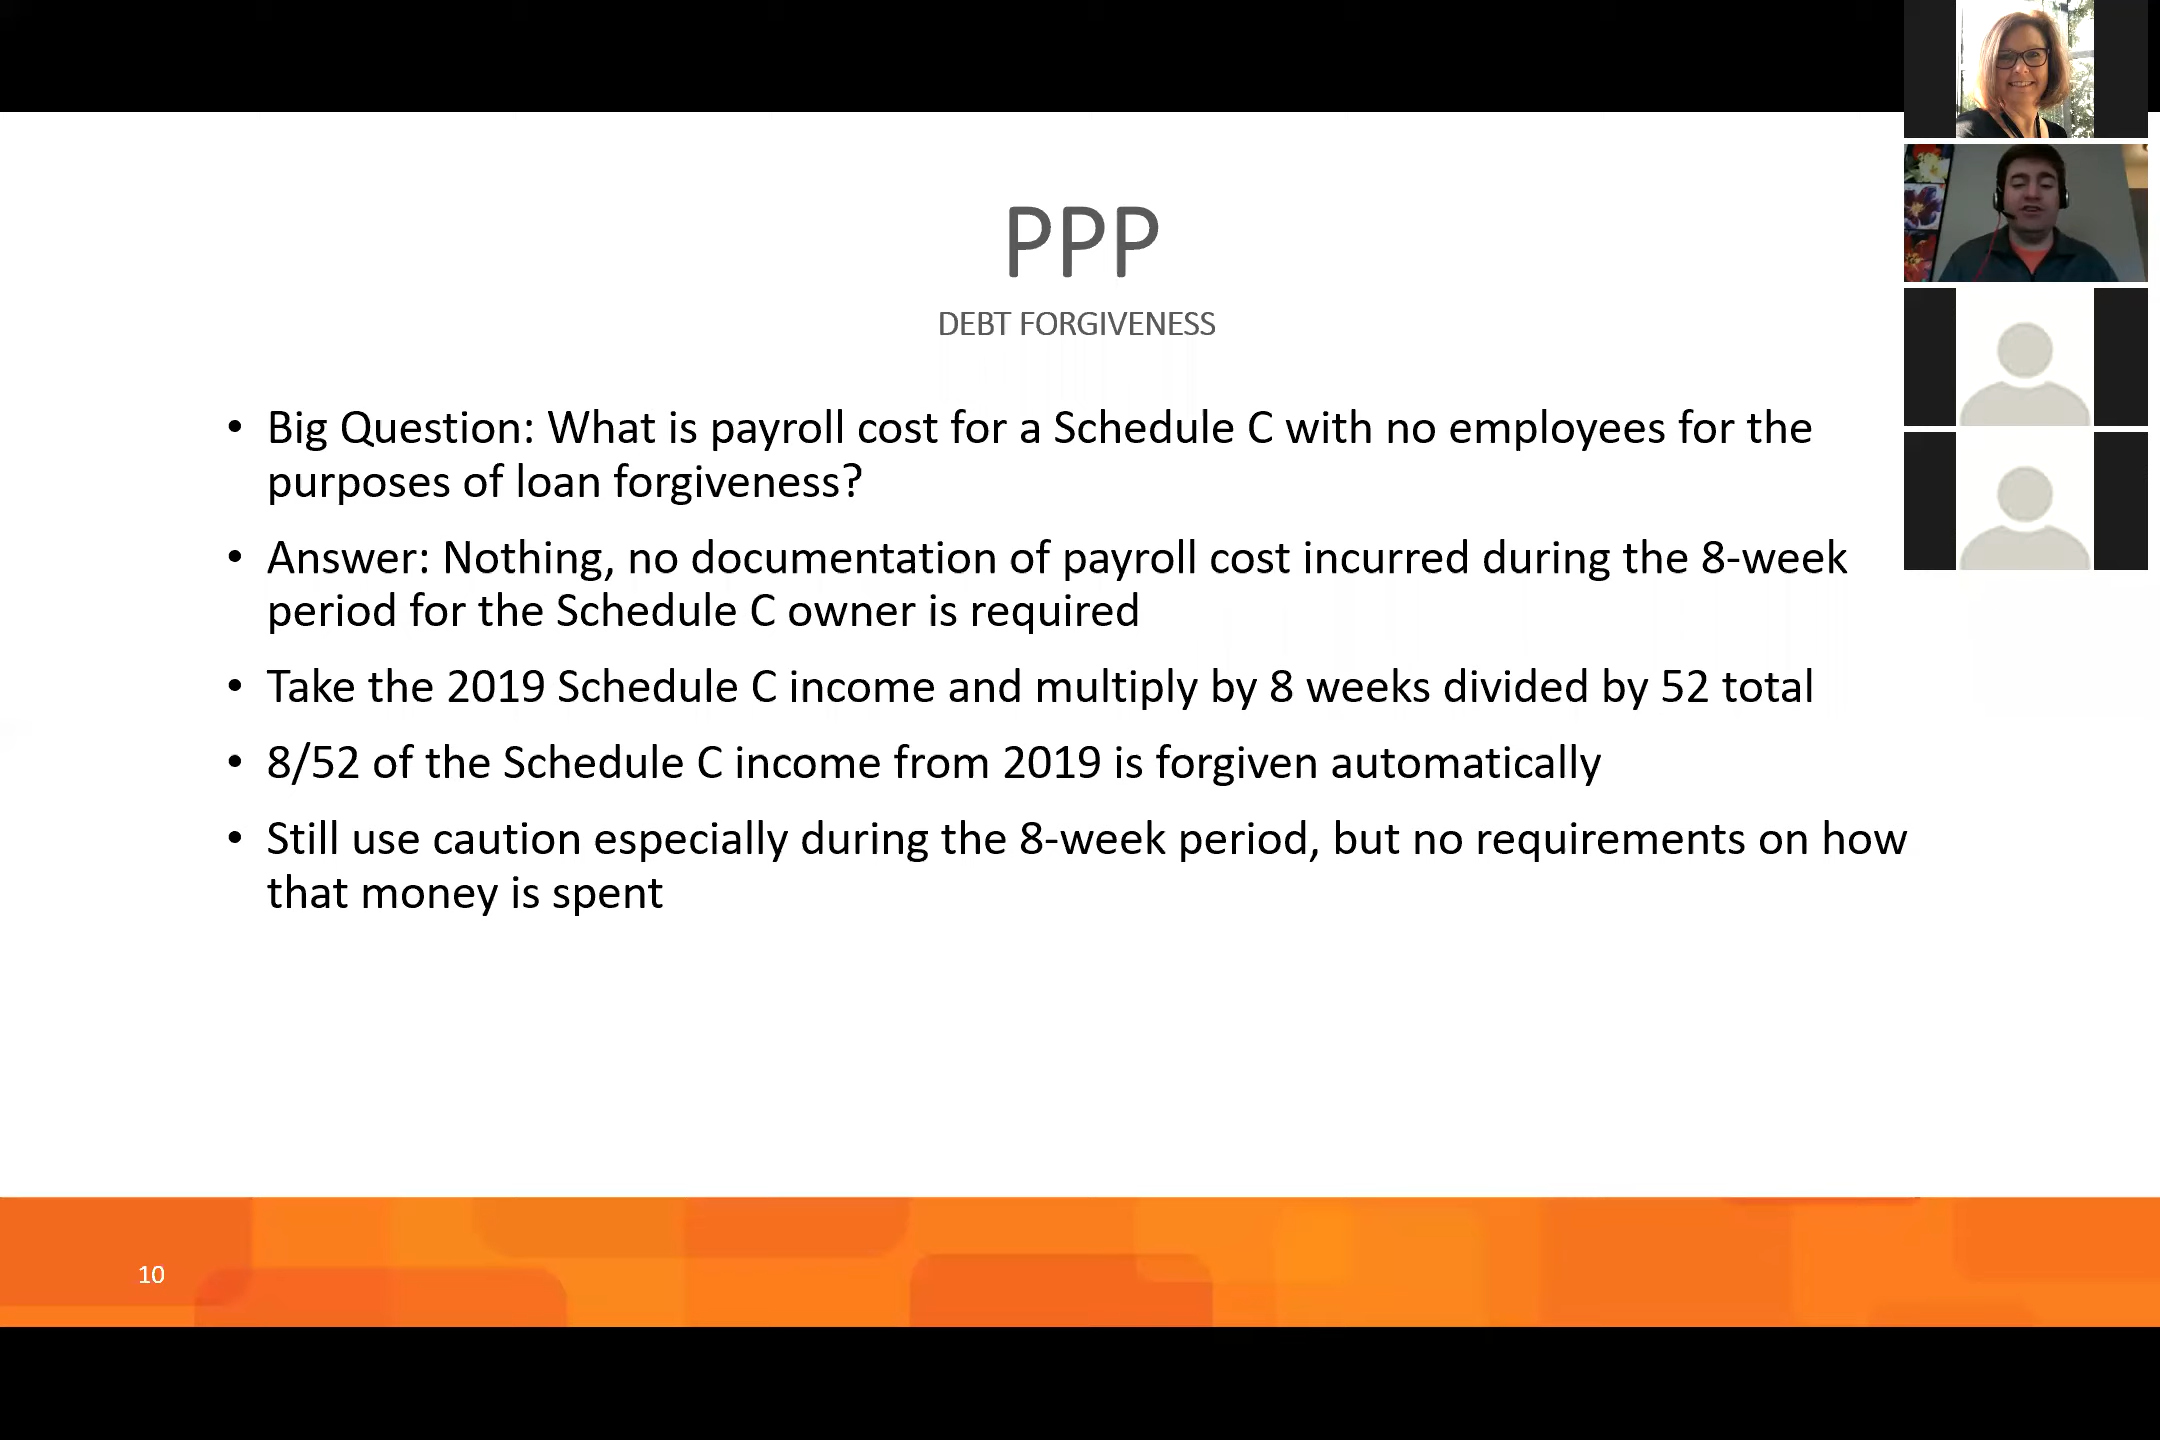 PPP
DEBT FORGIVENESS
• Big Question: What is payroll cost for a Schedule C with no employees for the
purposes of loan forgiveness?
• Answer: Nothing, no documentation of payroll cost incurred during the 8-week
period for the Schedule C owner is required
• Take the 2019 Schedule C income and multiply by 8 weeks divided by 52 total
• 8/52 of the Schedule C income from 2019 is forgiven automatically
• Still use caution especially during the 8-week period, but no requirements on how
that money is spent
10